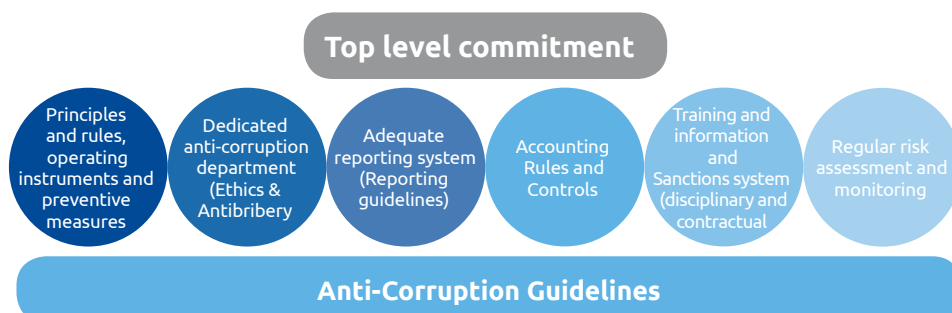 Top level commitment
Principles
and rules,
operating
instruments and
preventive
measures
Dedicated
anti-corruption
department
(Ethics &
Antibribery
Adequate
reporting system
(Reporting
guidelines)
Accounting
Rules and
Controls
Training and
information
and
Sanctions system
(disciplinary and
contractual
Regular risk
assessment and
monitoring
Anti-Corruption Guidelines